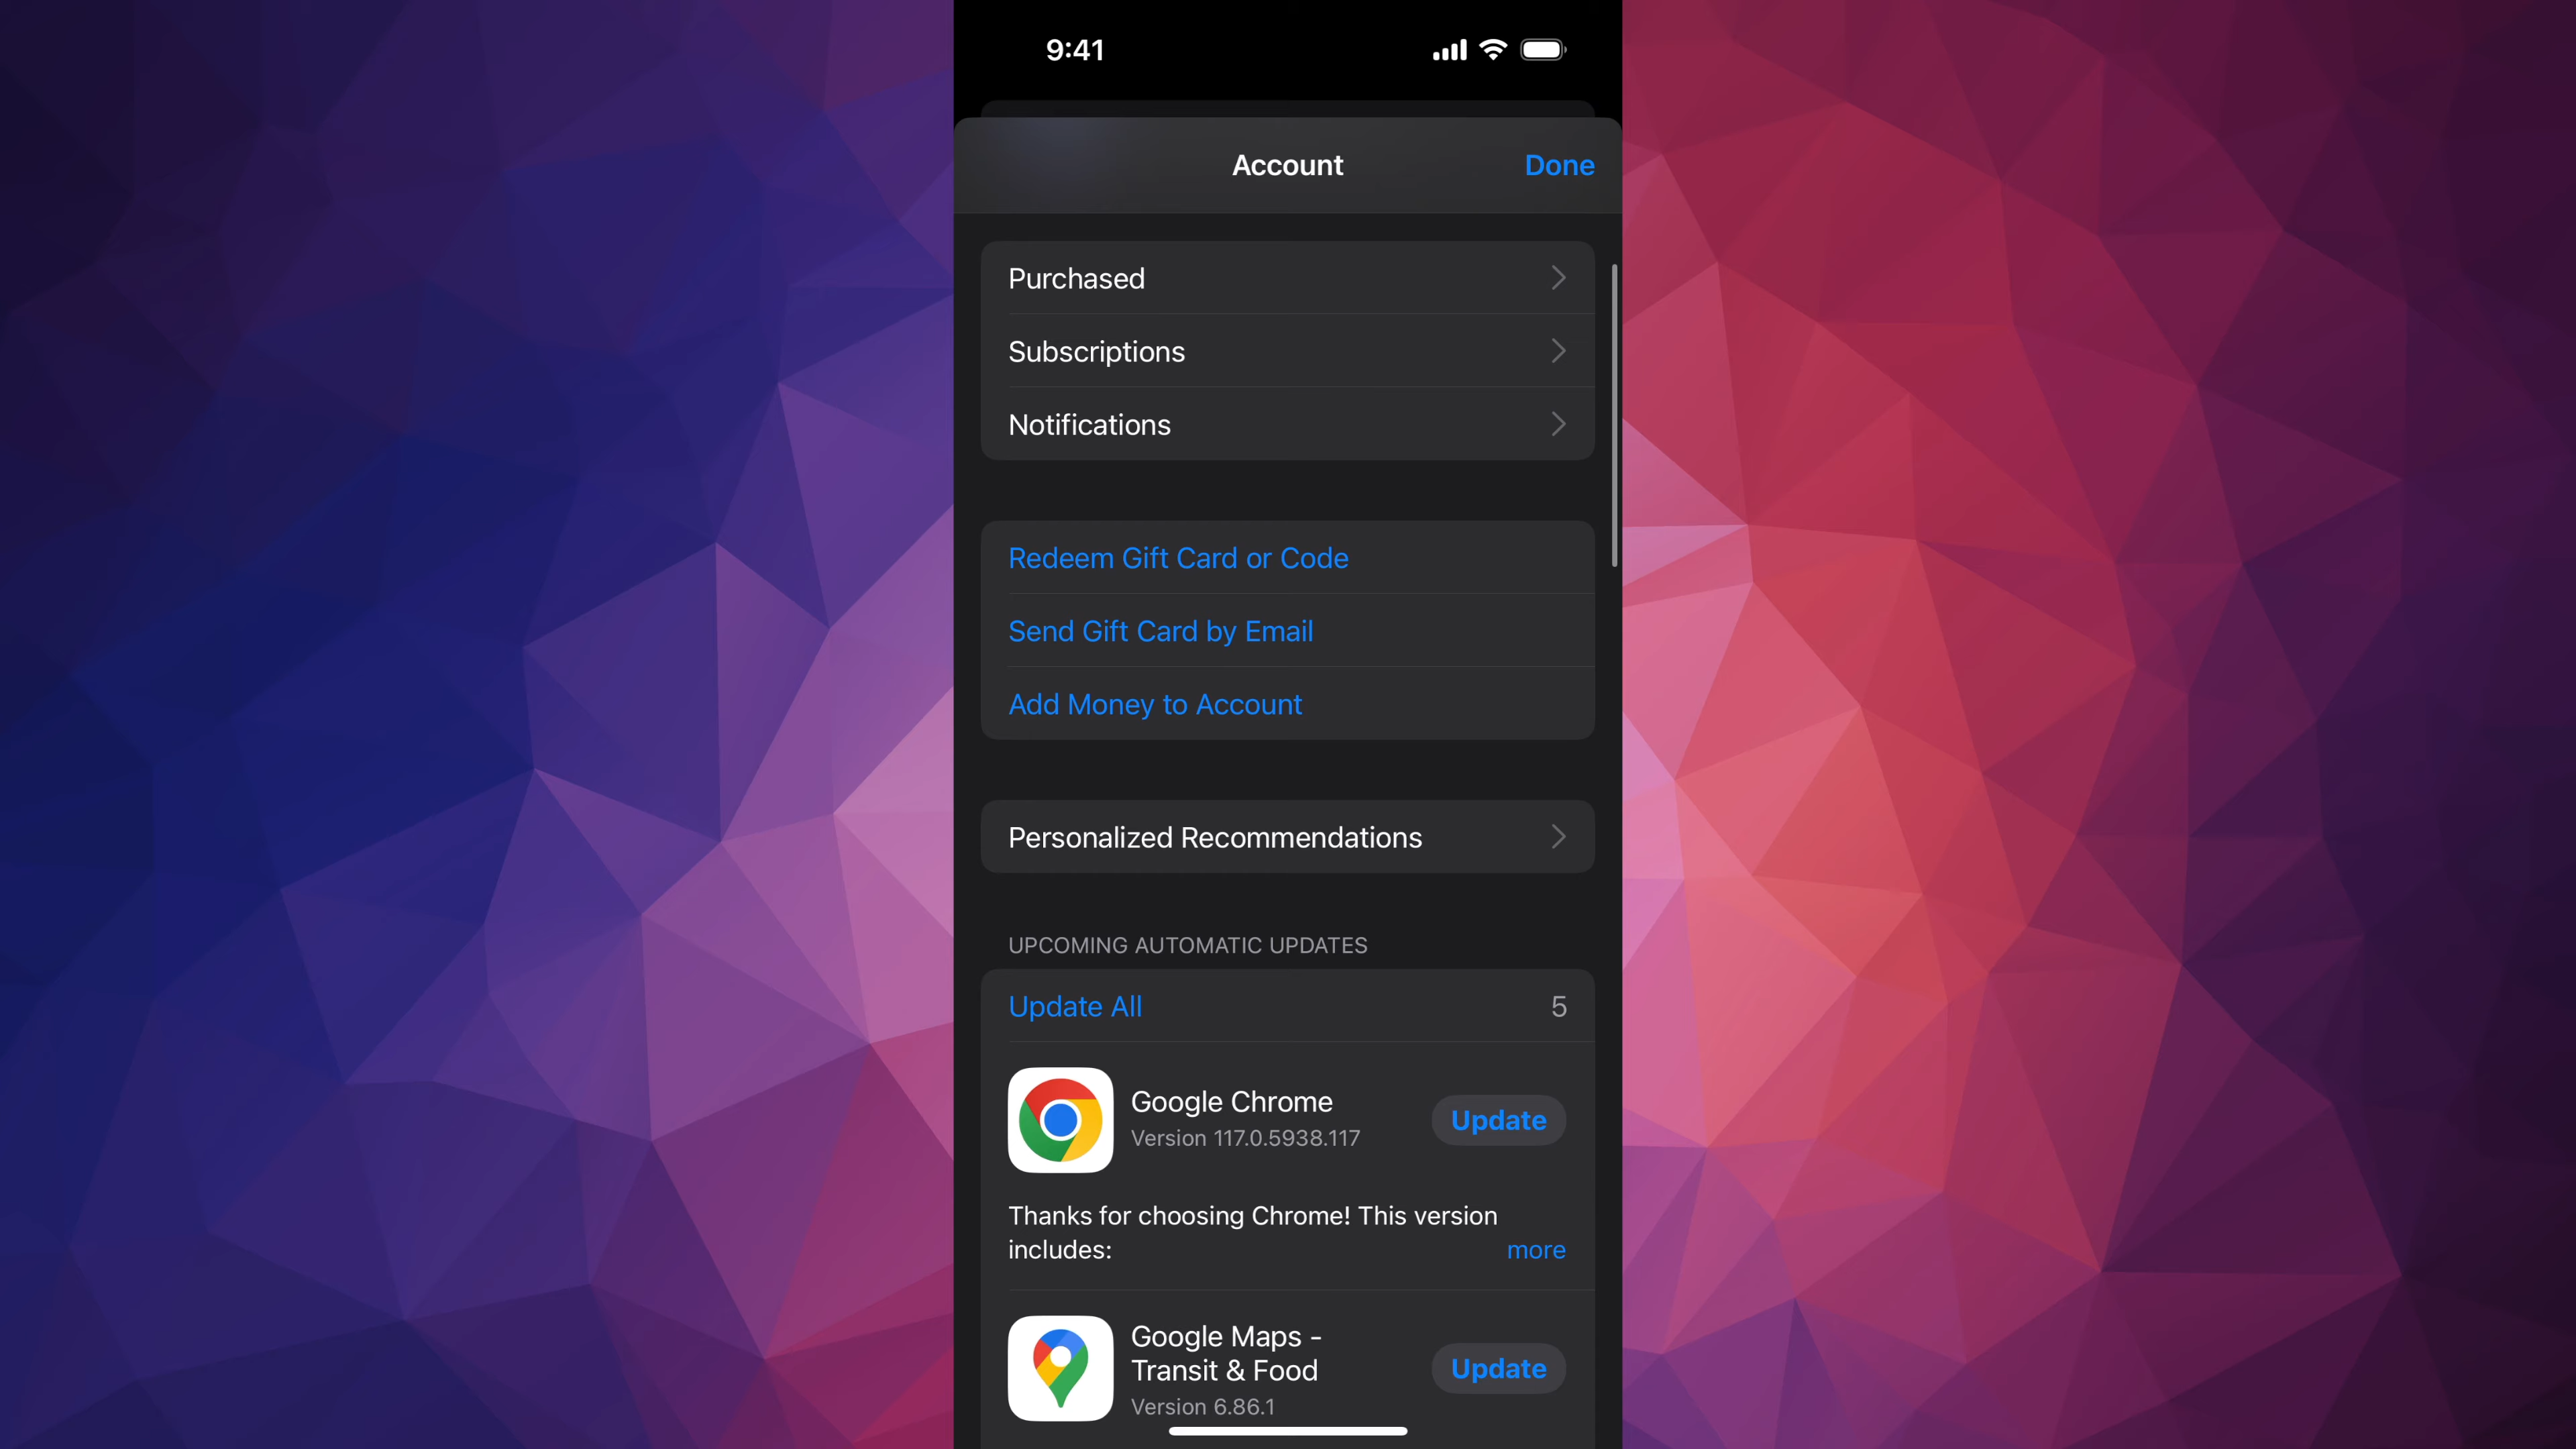 9:41
Account
Done
Purchased
Subscriptions
Notifications
Redeem Gift Card or Code
Send Gift Card by Email
Add Money to Account
Personalized Recommendations
UPCOMING AUTOMATIC UPDATES
Update All
5
Google Chrome
Version 117.0.5938.117
Update
Thanks for choosing Chrome! This version
includes:
more
Google Maps -
Transit & Food
Version 6.86.1
Update